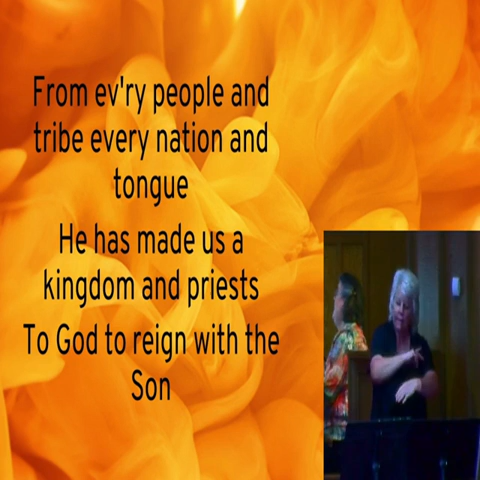 From ev'ry people and
tribe every nation and
tongue
He has made us a
kingdom and priests
To God to reign with the
Son